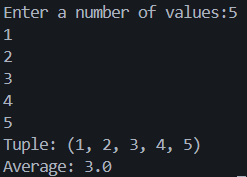 Enter a number of values:5
1
2
3
4
5
Tuple: (1, 2, 3, 4, 5)
Average: 3.0